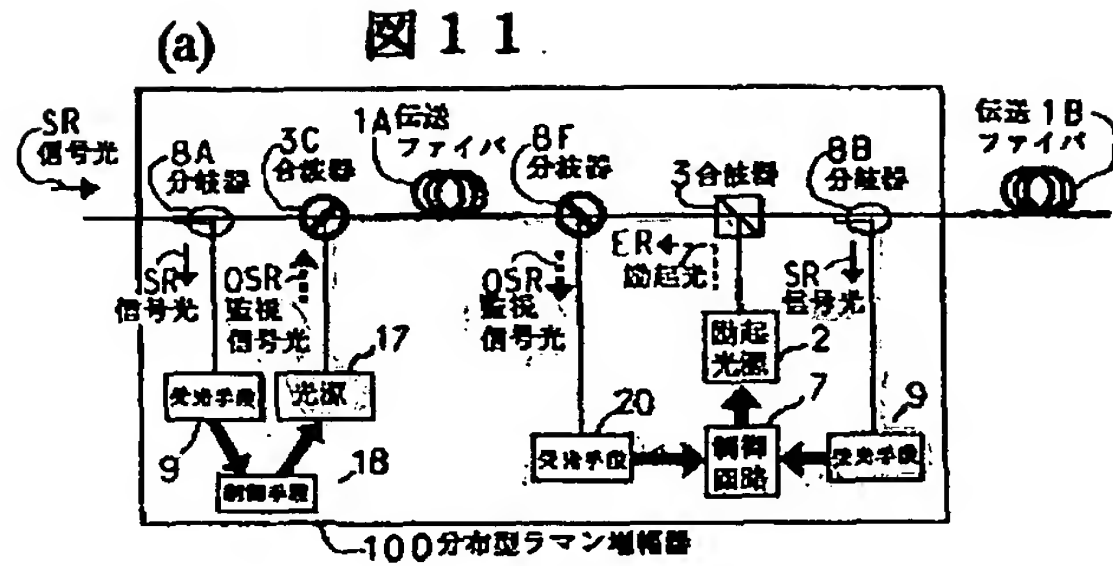 (a) 図11
SR
信号光
8A
分岐器
3C
合波器
1A 伝送
ファイバ
8F
分岐器
3 合波器
8B
分岐器
伝送 1B
ファイバ
SR
信号光
OSR
監視
信号光
OSR
監視
信号光
ER
励起光
SR
信号光
励起
光源
2
17
光源
受光手段
9
制御手段
18
20
受光手段
7
制御
回路
9
受光手段
100 分布型ラマン増幅器